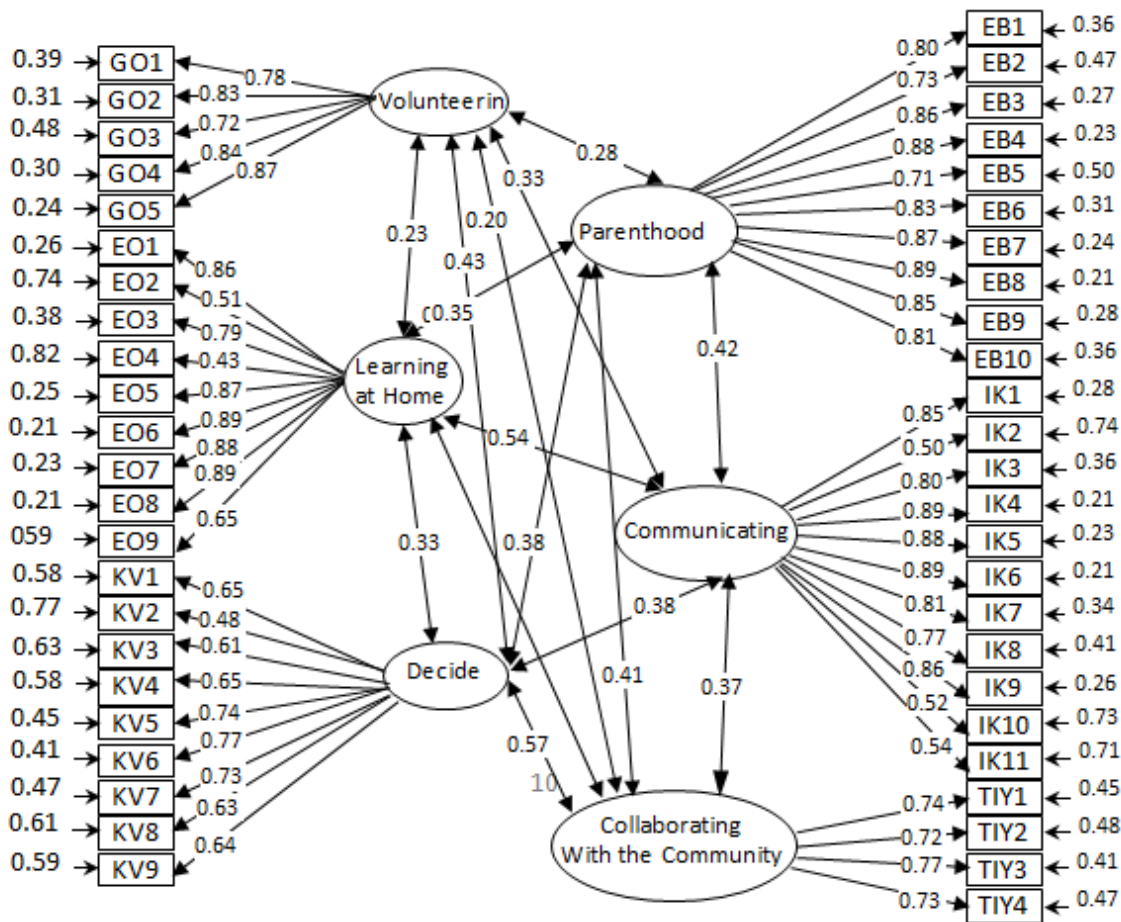 0.39 GO1
0.31 GO2
0.48 GO3
0.30 GO4
0.24 GO5
0.26 EO1
0.74 EO2
0.38 EO3
0.82 EO4
0.25 EO5
0.21 EO6
0.23 EO7
0.21 EO8
059 EO9
0.58 KV1
0.77 KV2
0.63 KV3
0.58 KV4
0.45 KV5
0.41 KV6
0.47 KV7
0.61 KV8
0.59 KV9
0.78
0.83
0.72
0.84
0.87
0.86
0.51
0.79
0.43
0.87
0.89
0.88
0.89
0.65
0.65
0.48
0.61
0.65
0.74
0.77
0.73
0.63
0.64
Volunteerin
Learning
at Home
Decide
0.28
0.33
0.23
0.20
0.43
0.35
0.42
0.54
0.33
0.38
0.38
0.41
0.37
0.57
10
Parenthood
Communicating
Collaborating
With the Community
0.80
0.73
0.86
0.88
0.71
0.83
0.87
0.89
0.85
0.81
0.85
0.50
0.80
0.89
0.88
0.89
0.81
0.77
0.86
0.52
0.54
0.74
0.72
0.77
0.73
EB1 0.36
EB2 0.47
EB3 0.27
EB4 0.23
EB5 0.50
EB6 0.31
EB7 0.24
EB8 0.21
EB9 0.28
EB10 0.36
IK1 0.28
IK2 0.74
IK3 0.36
IK4 0.21
IK5 0.23
IK6 0.21
IK7 0.34
IK8 0.41
IK9 0.26
IK10 0.73
IK11 0.71
TIY1 0.45
TIY2 0.48
TIY3 0.41
TIY4 0.47